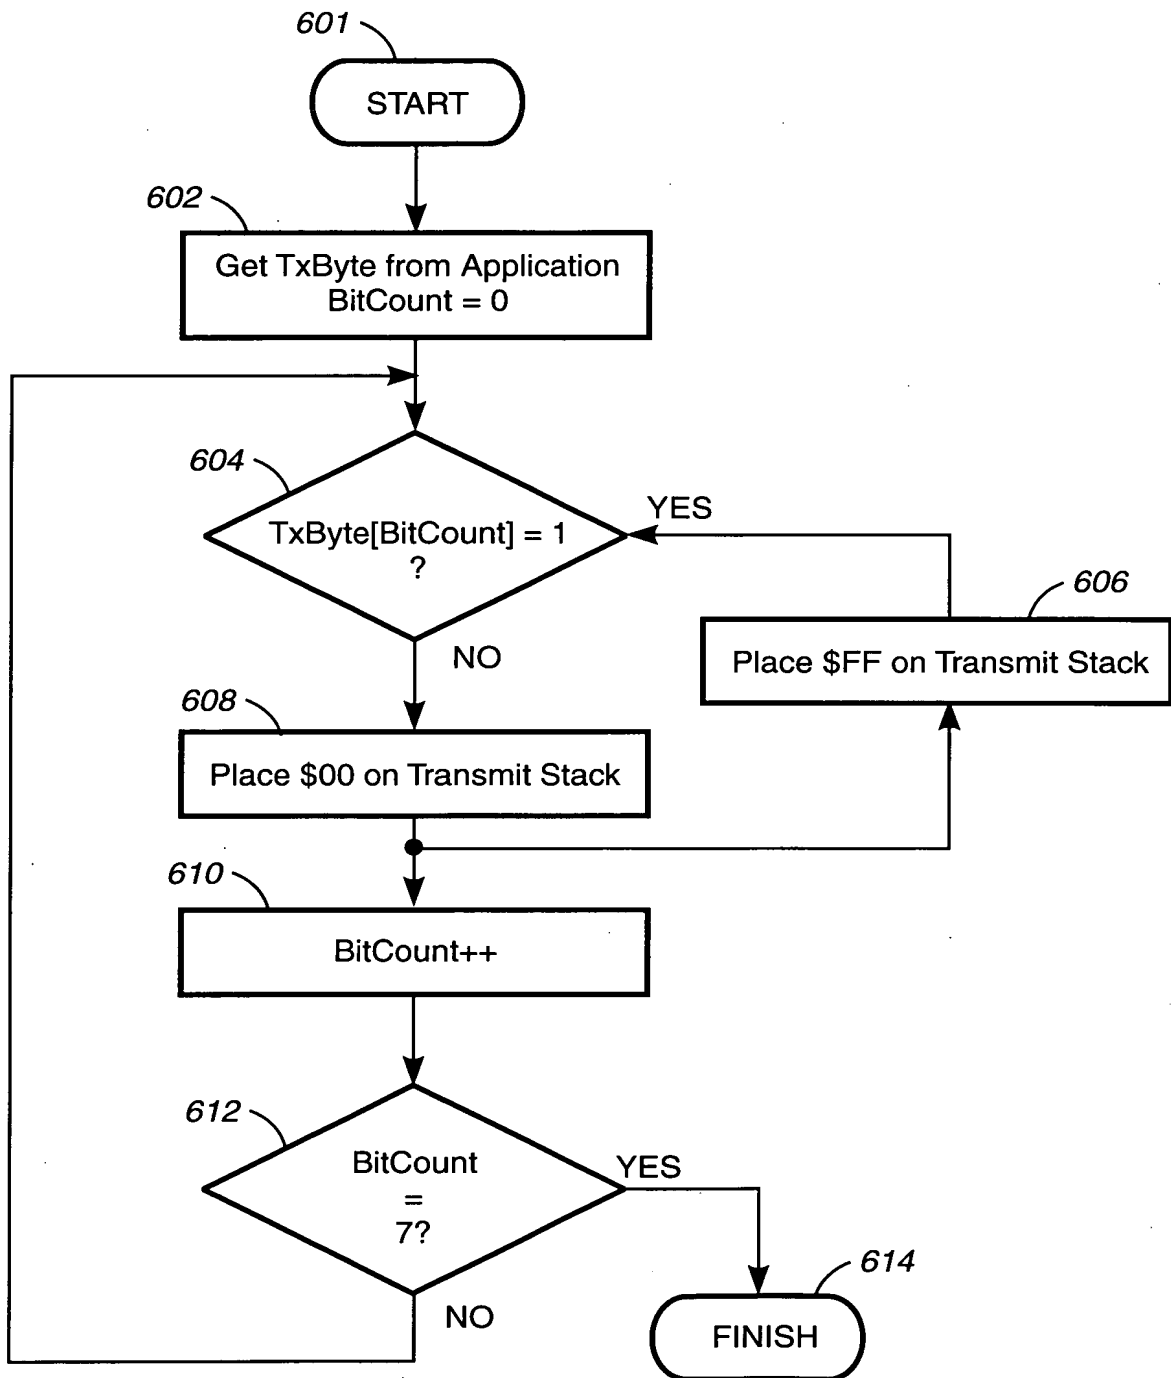 601
START
602
Get TxByte from Application
BitCount = 0
604
TxByte[BitCount] = 1
?
YES
606
Place $FF on Transmit Stack
NO
608
Place $00 on Transmit Stack
610
BitCount++
612
BitCount
=
7?
YES
614
NO
FINISH